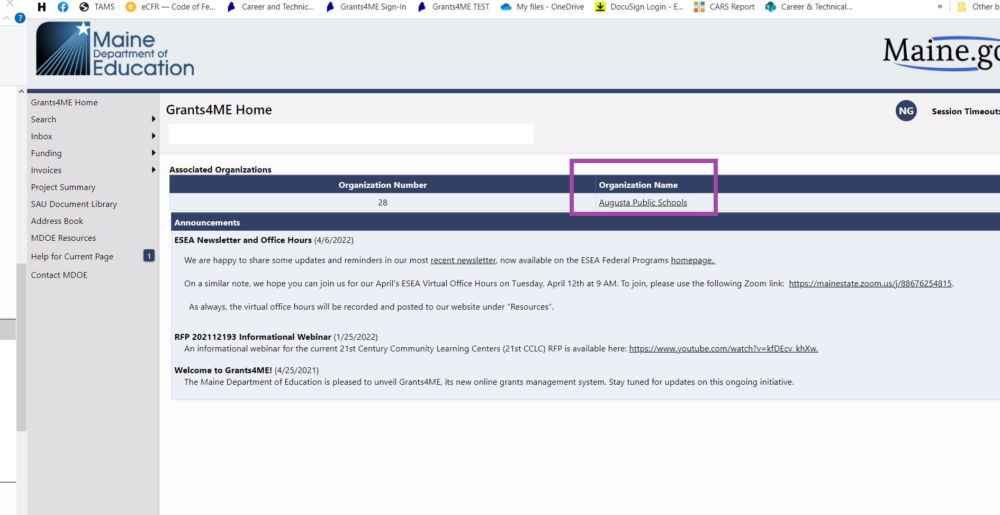 H TAMS eCFR — Code of Fe... Career and Technic... Grants4ME Sign-In Grants4ME TEST My files - OneDrive DocuSign Login - E... CARS Report Career & Technical... » Other b
?
Maine
Department of
Education
Maine.go
Grants4ME Home
Search
Inbox
Funding
Invoices
Project Summary
SAU Document Library
Address Book
MDOE Resources
Help for Current Page 1
Contact MDOE
Grants4ME Home
NG Session Timeout:
Associated Organizations
Organization Number Organization Name
28 Augusta Public Schools
Announcements
ESEA Newsletter and Office Hours (4/6/2022)
We are happy to share some updates and reminders in our most recent newsletter, now available on the ESEA Federal Programs homepage.
On a similar note, we hope you can join us for our April's ESEA Virtual Office Hours on Tuesday, April 12th at 9 AM. To join, please use the following Zoom link: https://mainestate.zoom.us/j/88676254815.
As always, the virtual office hours will be recorded and posted to our website under "Resources".
RFP 202112193 Informational Webinar (1/25/2022)
An informational webinar for the current 21st Century Community Learning Centers (21st CCLC) RFP is available here: https://www.youtube.com/watch?v=kfDEcv_khXw.
Welcome to Grants4ME! (4/25/2021)
The Maine Department of Education is pleased to unveil Grants4ME, its new online grants management system. Stay tuned for updates on this ongoing initiative.